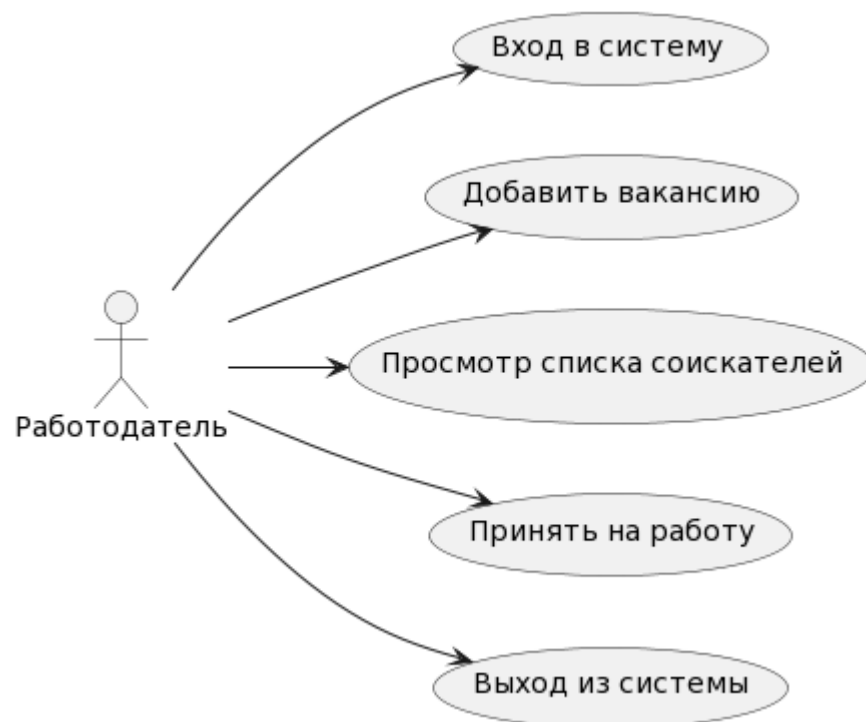 Вход в систему
Добавить вакансию
Просмотр списка соискателей
Работодатель
Принять на работу
Выход из системы